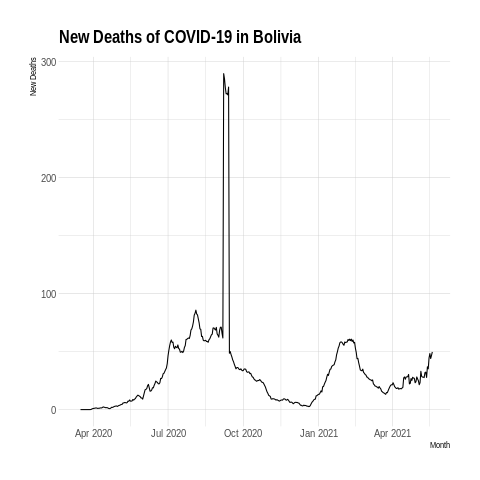 New Deaths of COVID-19 in Bolivia
New Deaths
300
200
100
0
Apr 2020 Jul 2020 Oct 2020 Jan 2021 Apr 2021
Month